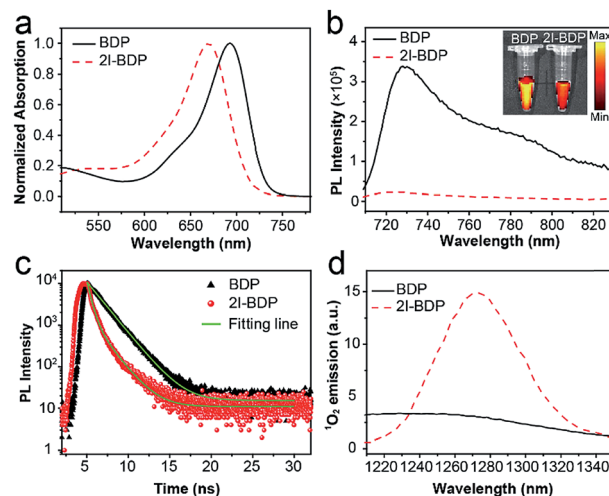 a
BDP
2I-BDP
Normalized Absorption
1.0
0.8
0.6
0.4
0.2
0.0
550 600 650 700 750
Wavelength (nm)
b
BDP
2I-BDP
PL Intensity (×10⁵)
4
3
2
1
0
720 740 760 780 800 820
Wavelength (nm)
BDP 2I-BDP
Max
Min
c
BDP
2I-BDP
Fitting line
PL Intensity
10⁴
10³
10²
10
1
5 10 15 20 25 30
Time (ns)
d
BDP
2I-BDP
¹O₂ emission (a.u.)
15
10
5
0
1220 1240 1260 1280 1300 1320 1340
Wavelength (nm)